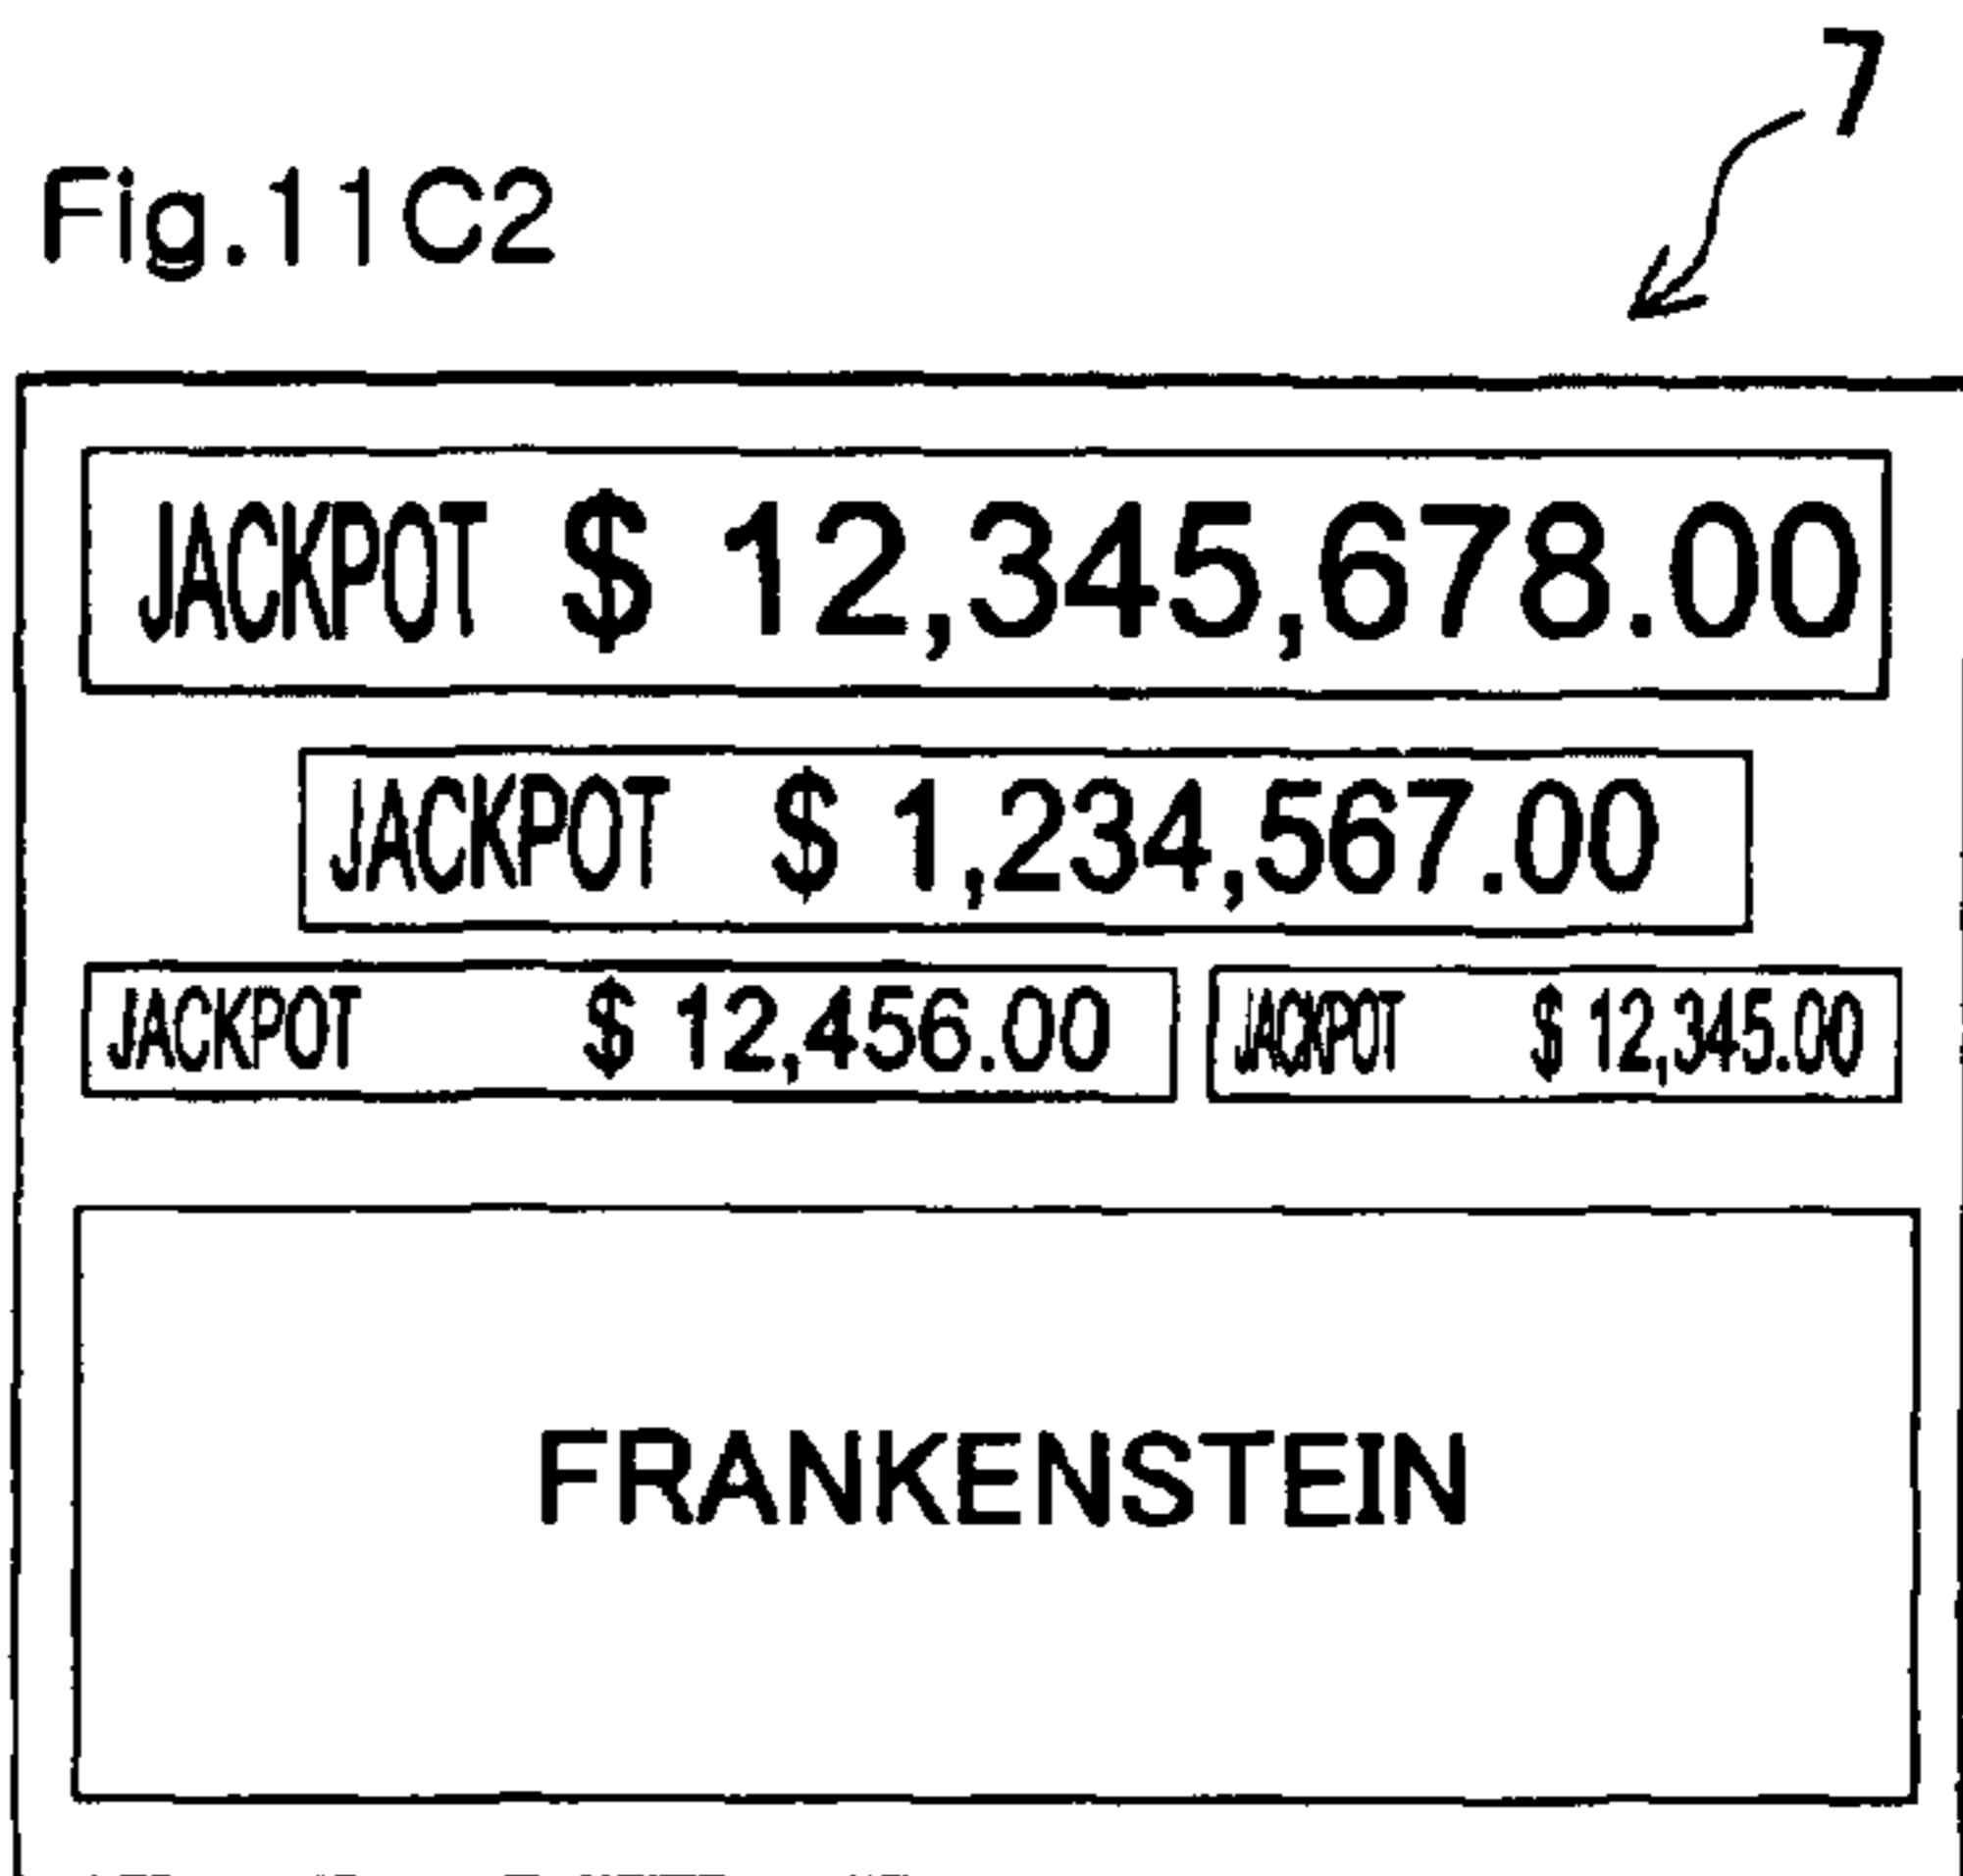 7
Fig.11C2
JACKPOT $ 12,345,678.00
JACKPOT $ 1,234,567.00
JACKPOT $ 12,456.00 JACKPOT $ 12,345.00
FRANKENSTEIN